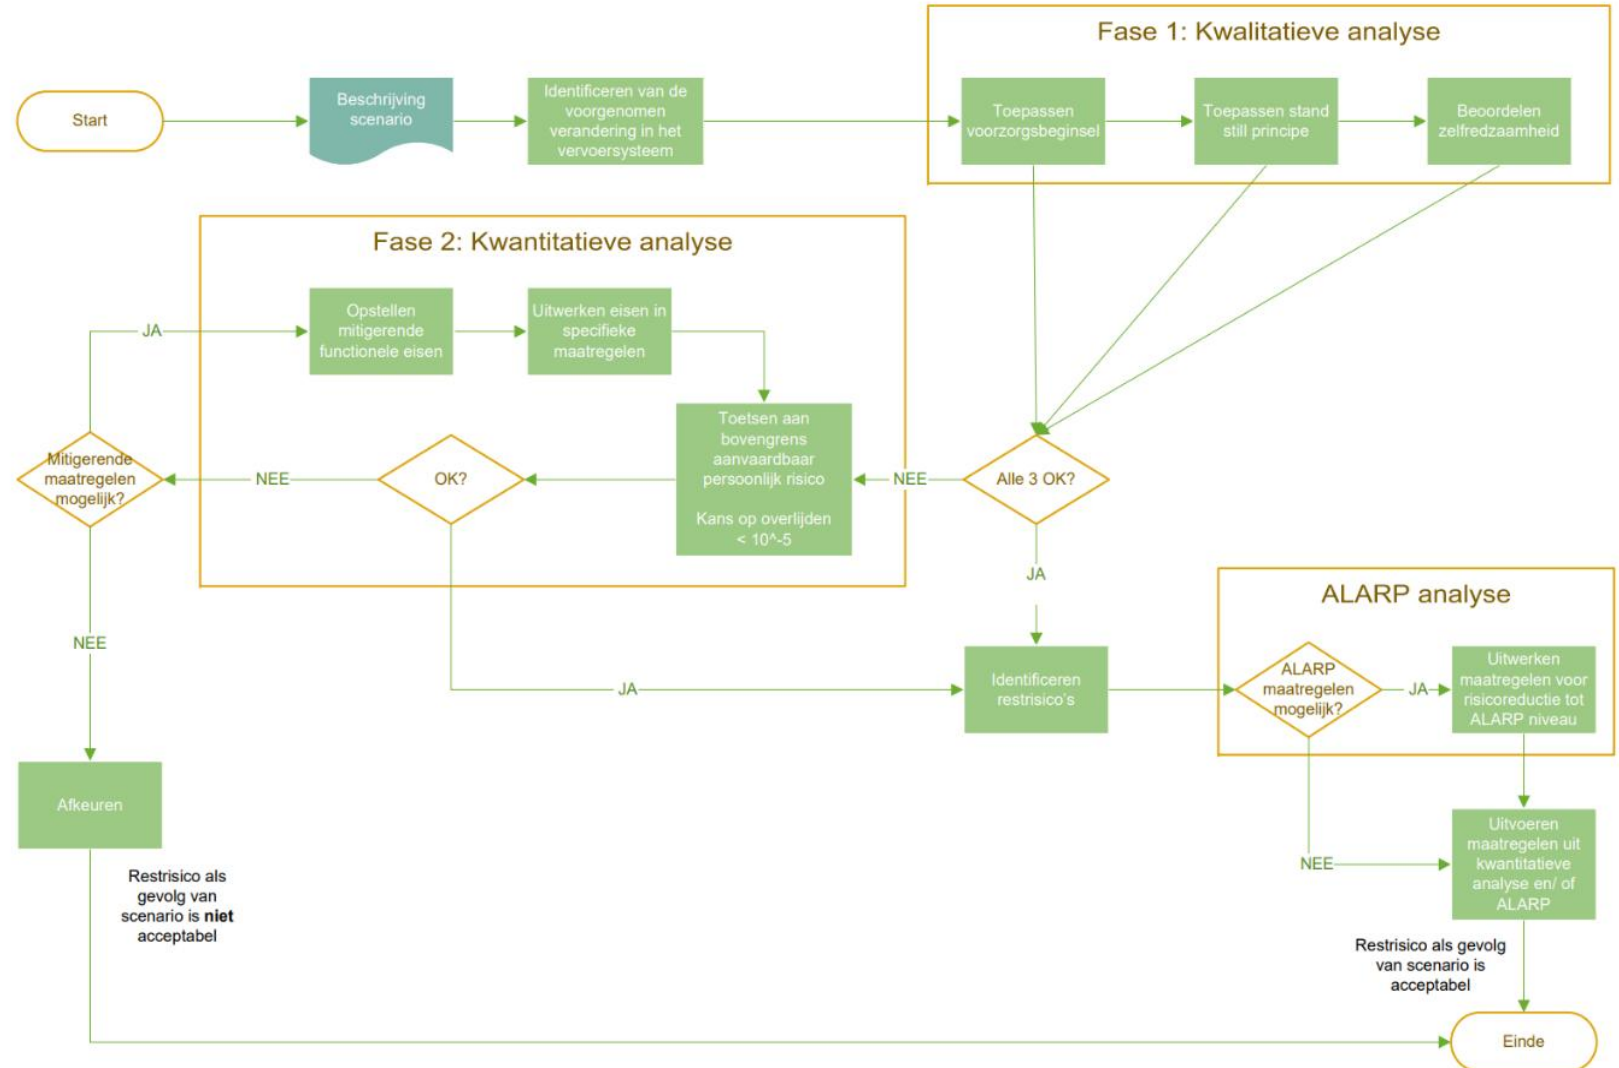 Fase 1: Kwalitatieve analyse
Start
Beschrijving
scenario
Identificeren van de
voorgenomen
verandering in het
vervoersysteem
Toepassen
voorzorgsbeginsel
Toepassen stand
still principe
Beoordelen
zelfredzaamheid
Fase 2: Kwantitatieve analyse
JA
Opstellen
mitigerende
functionele eisen
Uitwerken eisen in
specifieke
maatregelen
Mitigerende
maatregelen
mogelijk?
NEE
OK?
Toetsen aan
bovengrens
aanvaardbaar
persoonlijk risico
Kans op overlijden
< 10^-5
NEE
Alle 3 OK?
JA
NEE
JA
Identificeren
restrisico's
ALARP analyse
ALARP
maatregelen
mogelijk?
JA
Uitwerken
maatregelen voor
risicoreductie tot
ALARP niveau
Afkeuren
NEE
Uitvoeren
maatregelen uit
kwantitatieve
analyse en/ of
ALARP
Restrisico als
gevolg van
scenario is niet
acceptabel
Restrisico als gevolg
van scenario is
acceptabel
Einde